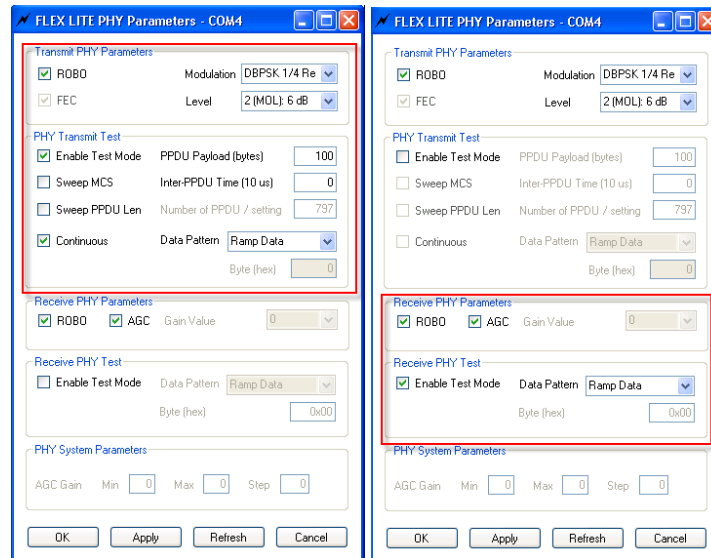 FLEX LITE PHY Parameters - COM4
Transmit PHY Parameters
ROBO Modulation DBPSK 1/4 Re
FEC Level 2 (MOL): 6 dB
PHY Transmit Test
Enable Test Mode PPDU Payload (bytes) 100
Sweep MCS Inter-PPDU Time (10 us) 0
Sweep PPDU Len Number of PPDU / setting 797
Continuous Data Pattern Ramp Data
Byte (hex) 0
Receive PHY Parameters
ROBO AGC Gain Value 0
Receive PHY Test
Enable Test Mode Data Pattern Ramp Data
Byte (hex) 0x00
PHY System Parameters
AGC Gain Min 0 Max 0 Step 0
OK Apply Refresh Cancel
FLEX LITE PHY Parameters - COM4
Transmit PHY Parameters
ROBO Modulation DBPSK 1/4 Re
FEC Level 2 (MOL): 6 dB
PHY Transmit Test
Enable Test Mode PPDU Payload (bytes) 100
Sweep MCS Inter-PPDU Time (10 us) 0
Sweep PPDU Len Number of PPDU / setting 797
Continuous Data Pattern Ramp Data
Byte (hex) 0
Receive PHY Parameters
ROBO AGC Gain Value 0
Receive PHY Test
Enable Test Mode Data Pattern Ramp Data
Byte (hex) 0x00
PHY System Parameters
AGC Gain Min 0 Max 0 Step 0
OK Apply Refresh Cancel